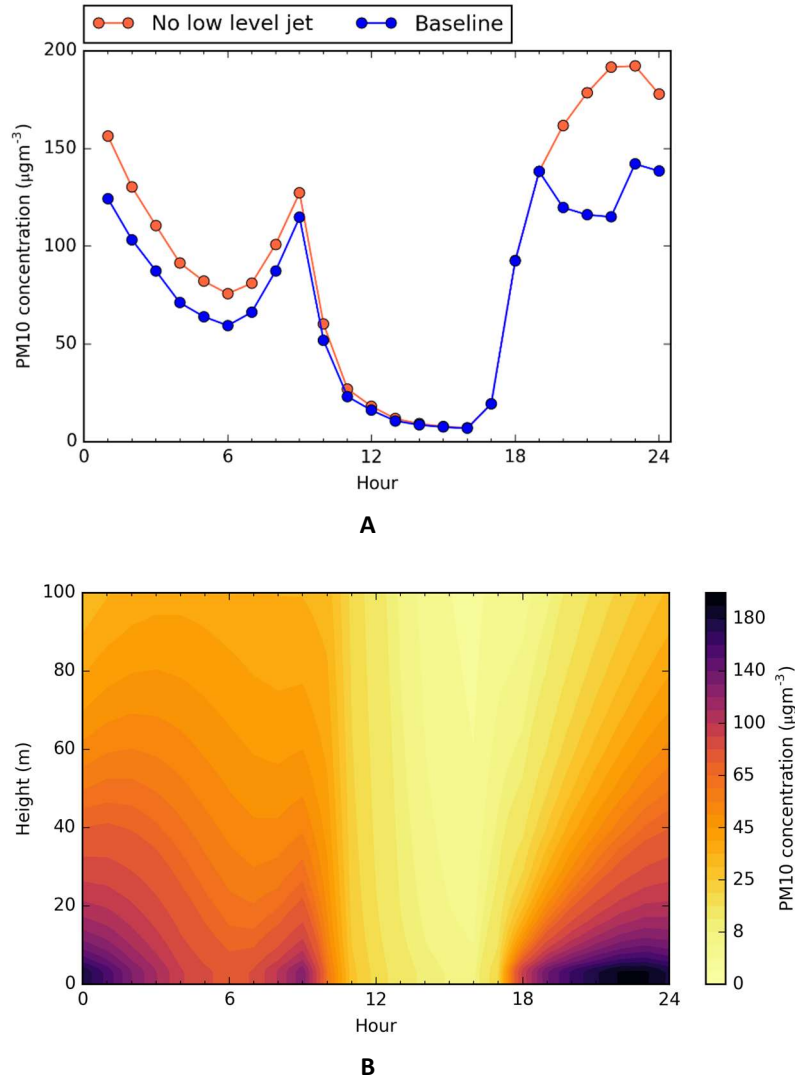 No low level jet Baseline
200
150
100
50
0
PM10 concentration (μgm⁻³)
0 6 12 18 24
Hour
A
100
80
60
40
20
0
Height (m)
0 6 12 18 24
Hour
180
140
100
65
45
25
8
0
PM10 concentration (μgm⁻³)
B